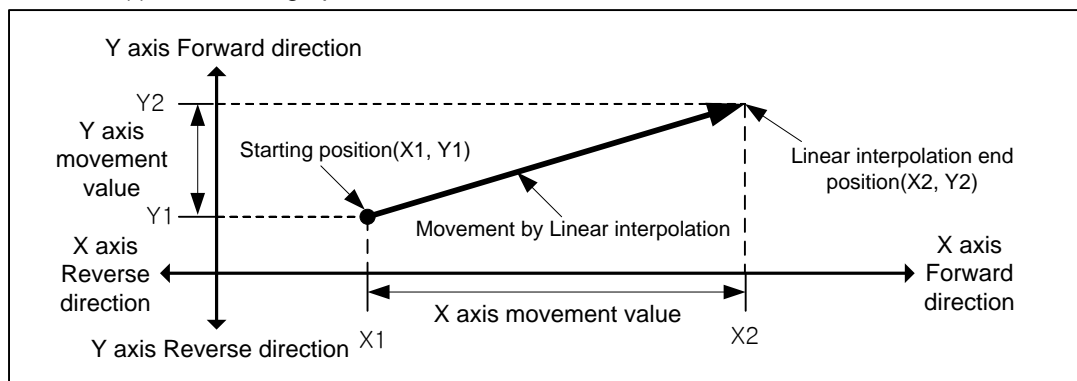 Y axis Forward direction
Y2
Y axis
movement
value
Starting position(X1, Y1)
Linear interpolation end
position(X2, Y2)
Y1
Movement by Linear interpolation
X axis
Reverse
direction
X axis
Forward
direction
X axis movement value
Y axis Reverse direction
X1
X2